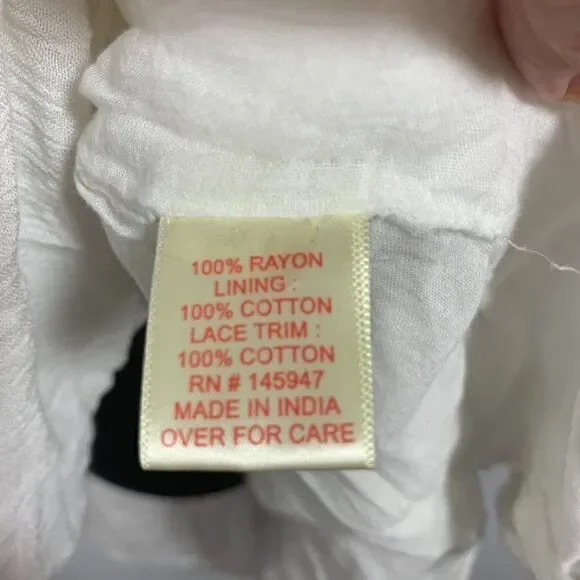 100% RAYON
LINING :
100% COTTON
LACE TRIM :
100% COTTON
RN # 145947
MADE IN INDIA
OVER FOR CARE